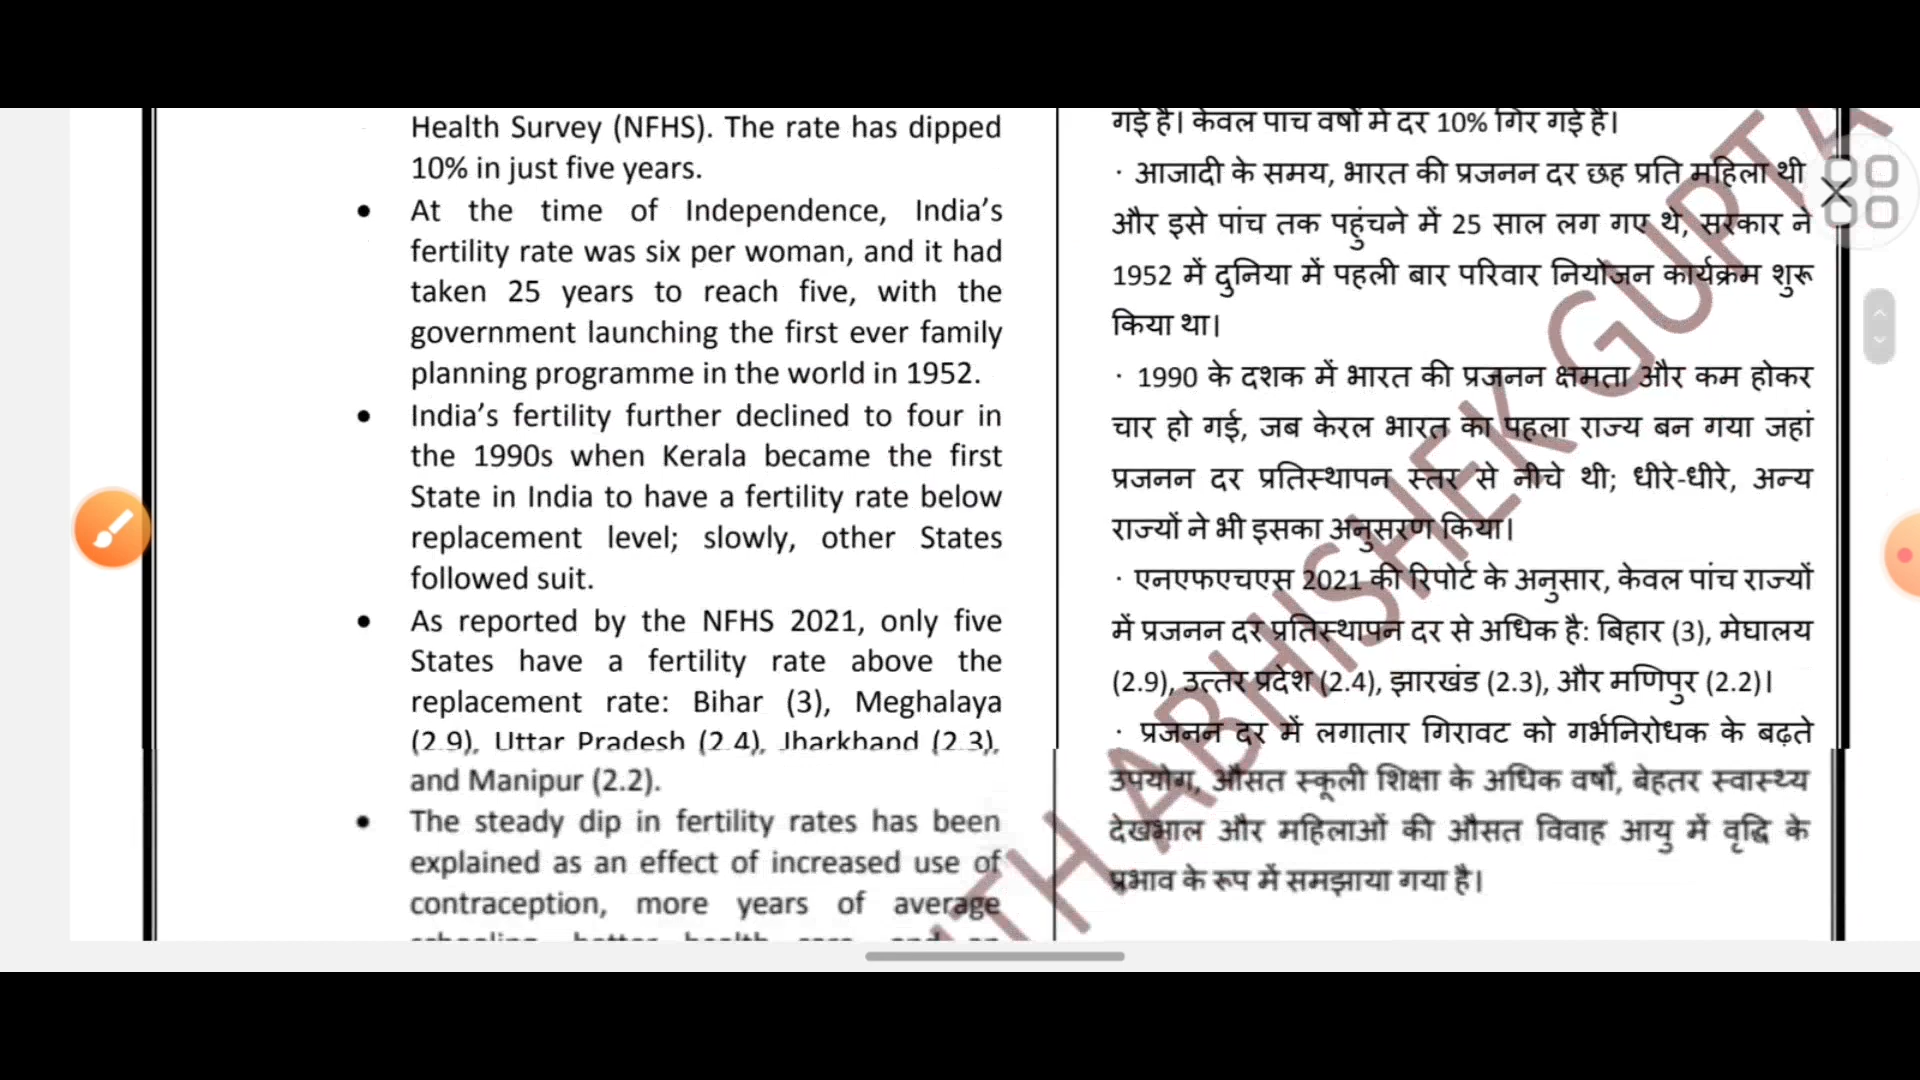 Health Survey (NFHS). The rate has dipped
10% in just five years.
• At the time of Independence, India’s
fertility rate was six per woman, and it had
taken 25 years to reach five, with the
government launching the first ever family
planning programme in the world in 1952.
• India’s fertility further declined to four in
the 1990s when Kerala became the first
State in India to have a fertility rate below
replacement level; slowly, other States
followed suit.
• As reported by the NFHS 2021, only five
States have a fertility rate above the
replacement rate: Bihar (3), Meghalaya
(2.9), Uttar Pradesh (2.4), Jharkhand (2.3),
and Manipur (2.2).
• The steady dip in fertility rates has been
explained as an effect of increased use of
contraception, more years of average
schooling, better health care, and an
गई है। केवल पांच वर्षों में दर 10% गिर गई है।
· आजादी के समय, भारत की प्रजनन दर छह प्रति महिला थी
और इसे पांच तक पहुंचने में 25 साल लग गए थे, सरकार ने
1952 में दुनिया में पहली बार परिवार नियोजन कार्यक्रम शुरू
किया था।
· 1990 के दशक में भारत की प्रजनन क्षमता और कम होकर
चार हो गई, जब केरल भारत का पहला राज्य बन गया जहां
प्रजनन दर प्रतिस्थापन स्तर से नीचे थी; धीरे-धीरे, अन्य
राज्यों ने भी इसका अनुसरण किया।
· एनएफएचएस 2021 की रिपोर्ट के अनुसार, केवल पांच राज्यों
में प्रजनन दर प्रतिस्थापन दर से अधिक है: बिहार (3), मेघालय
(2.9), उत्तर प्रदेश (2.4), झारखंड (2.3), और मणिपुर (2.2)।
· प्रजनन दर में लगातार गिरावट को गर्भनिरोधक के बढ़ते
उपयोग, औसत स्कूली शिक्षा के अधिक वर्षों, बेहतर स्वास्थ्य
देखभाल और महिलाओं की औसत विवाह आयु में वृद्धि के
प्रभाव के रूप में समझाया गया है।
ITH ABHISHEK GUPTA